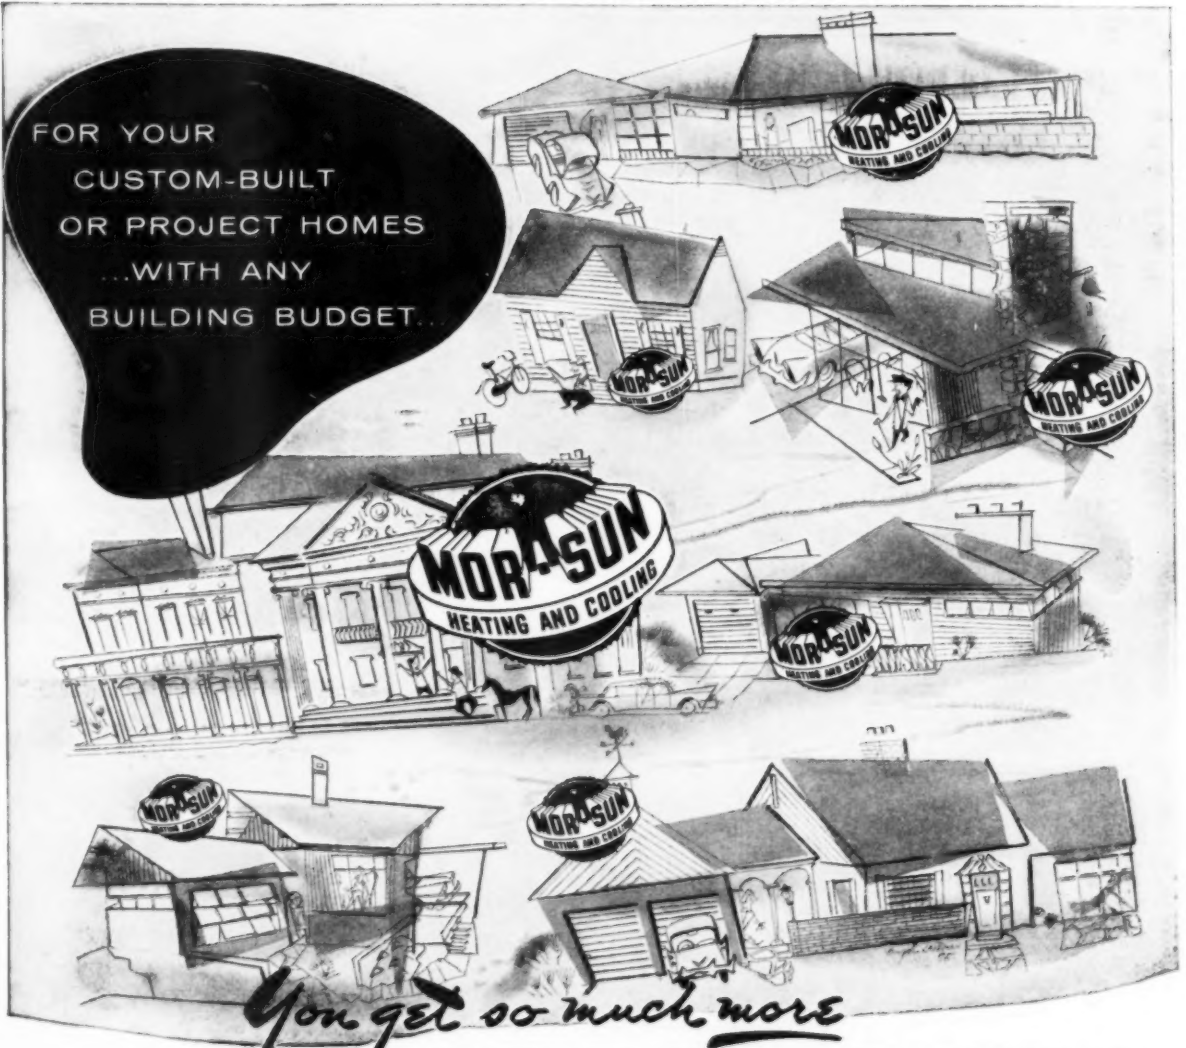 FOR YOUR
CUSTOM-BUILT
OR PROJECT HOMES
...WITH ANY
BUILDING BUDGET...
MOR-SUN
HEATING AND COOLING
MOR-SUN
HEATING AND COOLING
MOR-SUN
HEATING AND COOLING
MOR-SUN
HEATING AND COOLING
MOR-SUN
HEATING AND COOLING
MOR-SUN
HEATING AND COOLING
MOR-SUN
HEATING AND COOLING
You get so much more